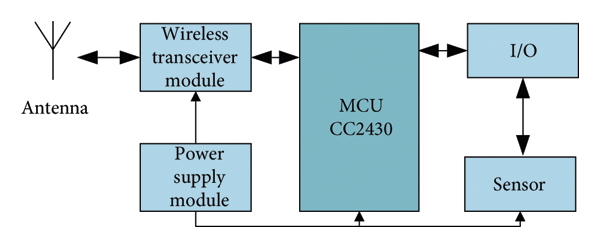 Antenna
Wireless
transceiver
module
Power
supply
module
MCU
CC2430
I/O
Sensor